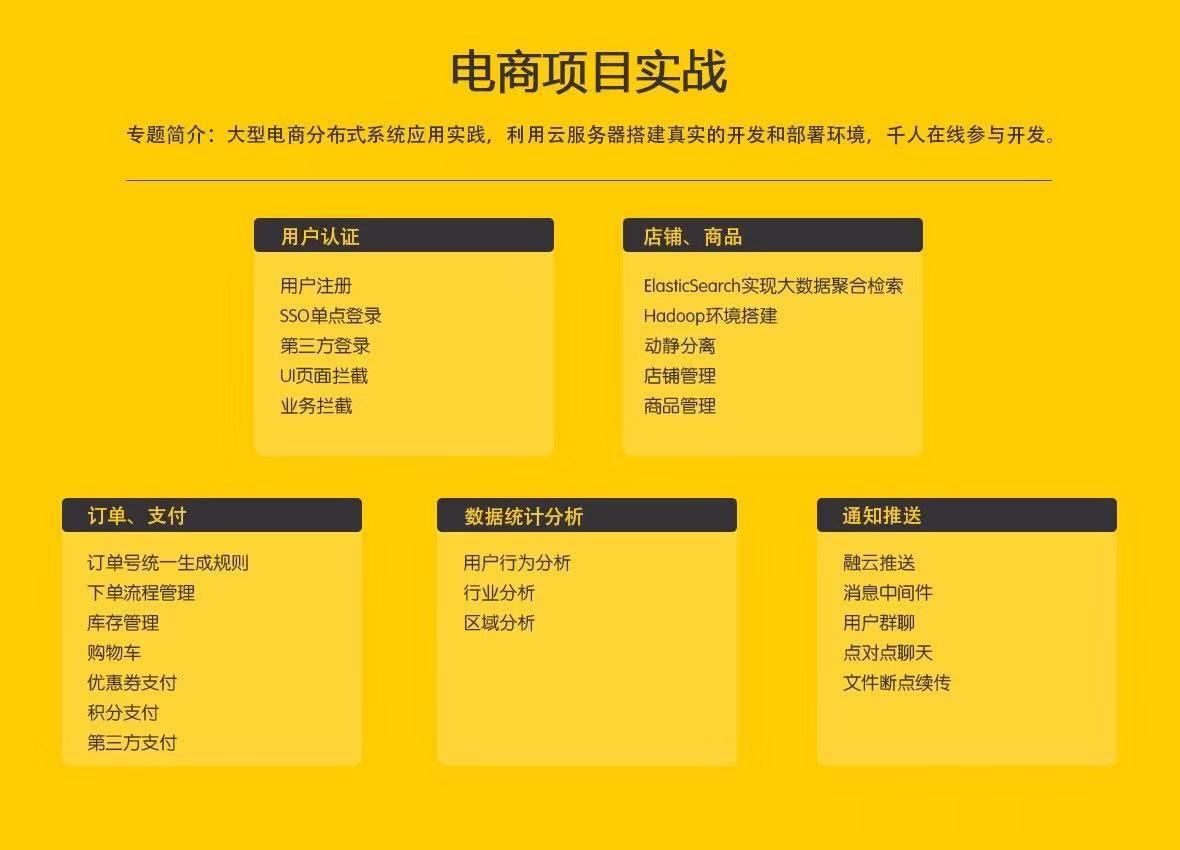 电商项目实战
专题简介：大型电商分布式系统应用实践，利用云服务器搭建真实的开发和部署环境，千人在线参与开发。
用户认证
用户注册
SSO单点登录
第三方登录
UI页面拦截
业务拦截
店铺、商品
ElasticSearch实现大数据聚合检索
Hadoop环境搭建
动静分离
店铺管理
商品管理
订单、支付
订单号统一生成规则
下单流程管理
库存管理
购物车
优惠券支付
积分支付
第三方支付
数据统计分析
用户行为分析
行业分析
区域分析
通知推送
融云推送
消息中间件
用户群聊
点对点聊天
文件断点续传